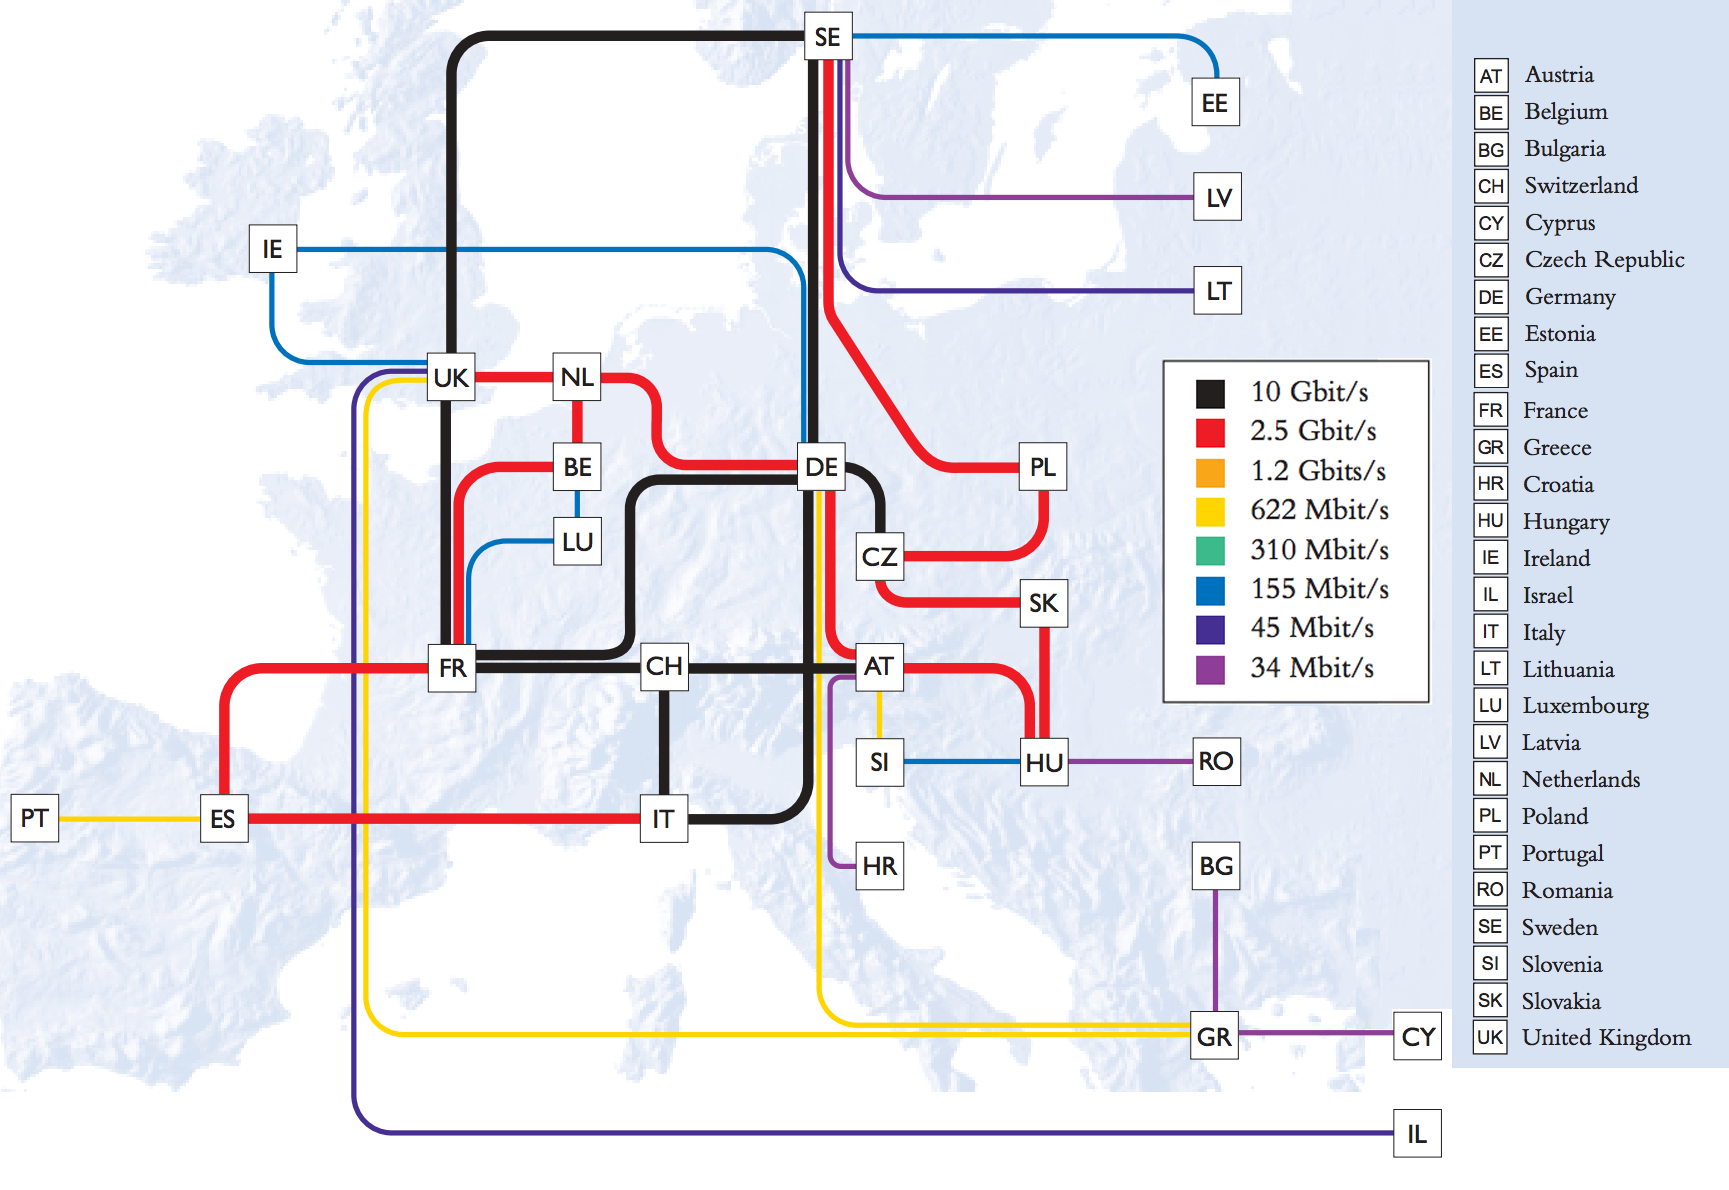 SE
EE
LV
IE
LT
UK
NL
BE
DE
PL
LU
CZ
SK
FR
CH
AT
SI
HU
RO
PT
ES
IT
HR
BG
GR
CY
IL
10 Gbit/s
2.5 Gbit/s
1.2 Gbits/s
622 Mbit/s
310 Mbit/s
155 Mbit/s
45 Mbit/s
34 Mbit/s
AT Austria
BE Belgium
BG Bulgaria
CH Switzerland
CY Cyprus
CZ Czech Republic
DE Germany
EE Estonia
ES Spain
FR France
GR Greece
HR Croatia
HU Hungary
IE Ireland
IL Israel
IT Italy
LT Lithuania
LU Luxembourg
LV Latvia
NL Netherlands
PL Poland
PT Portugal
RO Romania
SE Sweden
SI Slovenia
SK Slovakia
UK United Kingdom